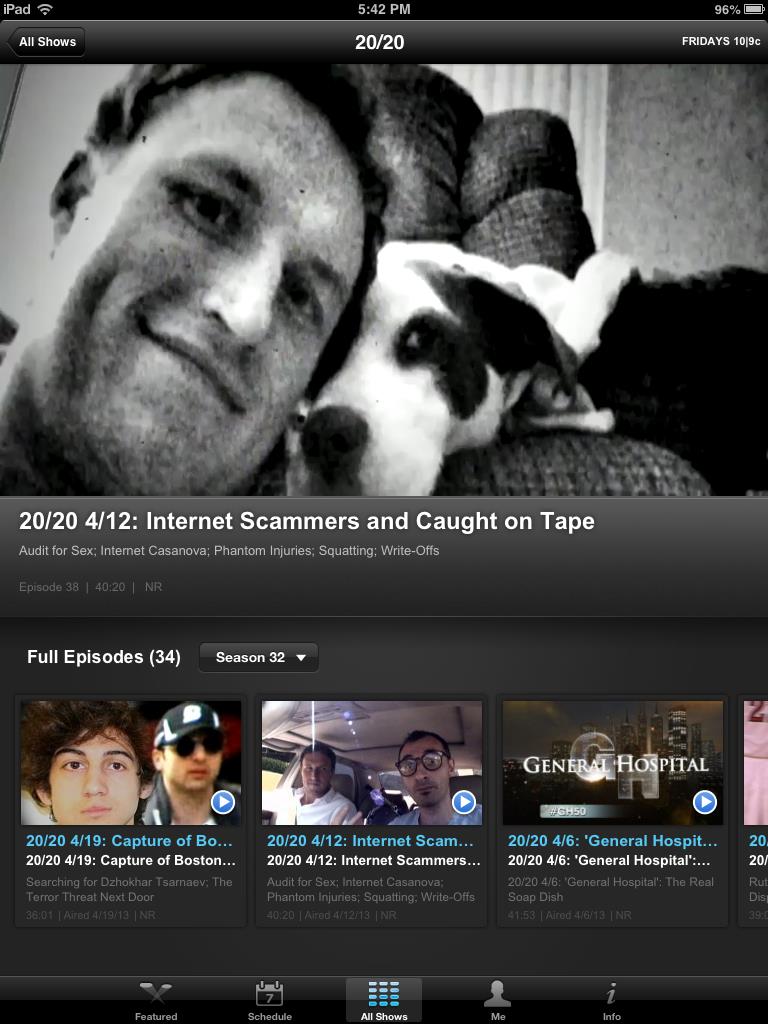 iPad 5:42 PM 96%
All Shows 20/20 FRIDAYS 10|9c
20/20 4/12: Internet Scammers and Caught on Tape
Audit for Sex; Internet Casanova; Phantom Injuries; Squatting; Write-Offs
Episode 38 | 40:20 | NR
Full Episodes (34) Season 32
B
GENERAL HOSPITAL
GH
#GH50
2
20/20 4/19: Capture of Bo...
20/20 4/19: Capture of Boston...
Searching for Dzhokhar Tsarnaev; The
Terror Threat Next Door
36:01 | Aired 4/19/13 | NR
20/20 4/12: Internet Scam...
20/20 4/12: Internet Scammers...
Audit for Sex; Internet Casanova;
Phantom Injuries; Squatting; Write-Offs
40:20 | Aired 4/12/13 | NR
20/20 4/6: 'General Hospit...
20/20 4/6: 'General Hospital':...
20/20 4/6: 'General Hospital': The Real
Soap Dish
41:53 | Aired 4/6/13 | NR
20/
20/
Rut
Disp
39:0
7
Featured Schedule All Shows Me Info